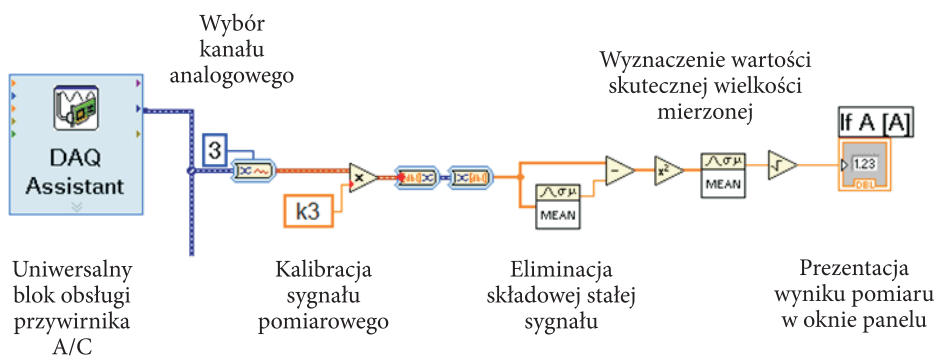 Wybór
kanału
analogowego
Wyznaczenie wartości
skutecznej wielkości
mierzonej
If A [A]
DAQ
Assistant
3
k3
x
MEAN
σ μ
–
x²
σ μ
MEAN
√
1.23
DBL
Uniwersalny
blok obsługi
przywirnika
A/C
Kalibracja
sygnału
pomiarowego
Eliminacja
składowej stałej
sygnału
Prezentacja
wyniku pomiaru
w oknie panelu